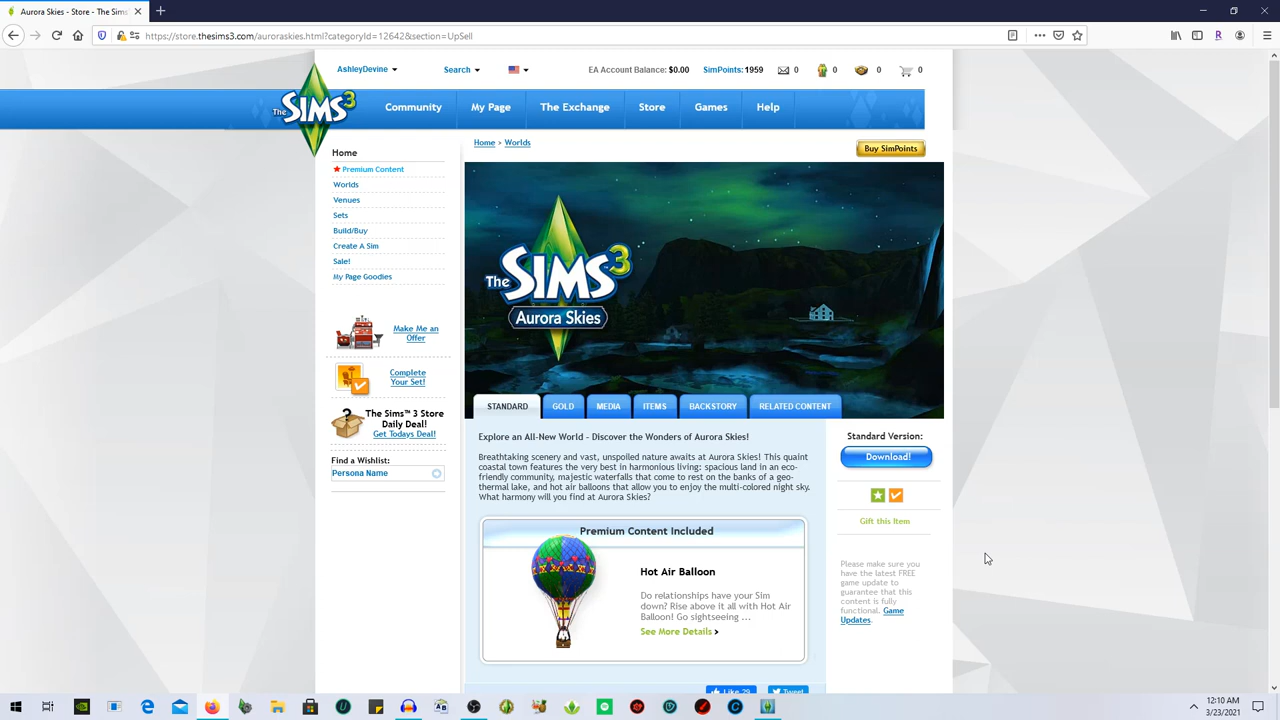 Aurora Skies - Store - The Sims
https://store.thesims3.com/auroraskies.html?categoryId=12642&section=UpSell
AshleyDevine
Search
EA Account Balance: $0.00
SimPoints: 1959
0
0
0
0
THE SIMS 3
Community
My Page
The Exchange
Store
Games
Help
Home > Worlds
Buy SimPoints
Home
Premium Content
Worlds
Venues
Sets
Build/Buy
Create A Sim
Sale!
My Page Goodies
Make Me an
Offer
Complete
Your Set!
The Sims™ 3 Store
Daily Deal!
Get Todays Deal!
Find a Wishlist:
Persona Name
THE SIMS 3
Aurora Skies
STANDARD
GOLD
MEDIA
ITEMS
BACKSTORY
RELATED CONTENT
Explore an All-New World - Discover the Wonders of Aurora Skies!
Breathtaking scenery and vast, unspoiled nature awaits at Aurora Skies! This quaint
coastal town features the very best in harmonious living: spacious land in an eco-
friendly community, majestic waterfalls that come to rest on the banks of a geo-
thermal lake, and hot air balloons that allow you to enjoy the multi-colored night sky.
What harmony will you find at Aurora Skies?
Premium Content Included
Hot Air Balloon
Do relationships have your Sim
down? Rise above it all with Hot Air
Balloon! Go sightseeing ...
See More Details >
Like 29
Tweet
Standard Version:
Download!
Gift this Item
Please make sure you
have the latest FREE
game update to
guarantee that this
content is fully
functional. Game
Updates.
12:10 AM
3/23/2021